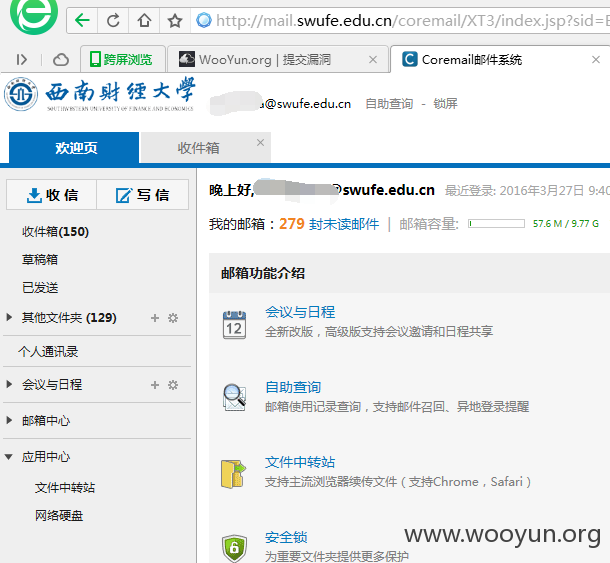 http://mail.swufe.edu.cn/coremail/XT3/index.jsp?sid=
跨屏浏览
WooYun.org | 提交漏洞
Coremail邮件系统
西南财经大学
SOUTHWESTERN UNIVERSITY OF FINANCE AND ECONOMICS
a@swufe.edu.cn 自助查询 - 锁屏
欢迎页 收件箱
收 信 写 信
晚上好, @swufe.edu.cn 最近登录: 2016年3月27日 9:40
我的邮箱：279 封未读邮件 | 邮箱容量: 57.6 M / 9.77 G
收件箱(150)
草稿箱
已发送
其他文件夹 (129)
个人通讯录
会议与日程
邮箱中心
应用中心
文件中转站
网络硬盘
邮箱功能介绍
12
会议与日程
全新改版，高级版支持会议邀请和日程共享
自助查询
邮箱使用记录查询，支持邮件召回、异地登录提醒
文件中转站
支持主流浏览器续传文件（支持Chrome，Safari）
6
安全锁
为重要文件夹提供更多保护
www.wooyun.org